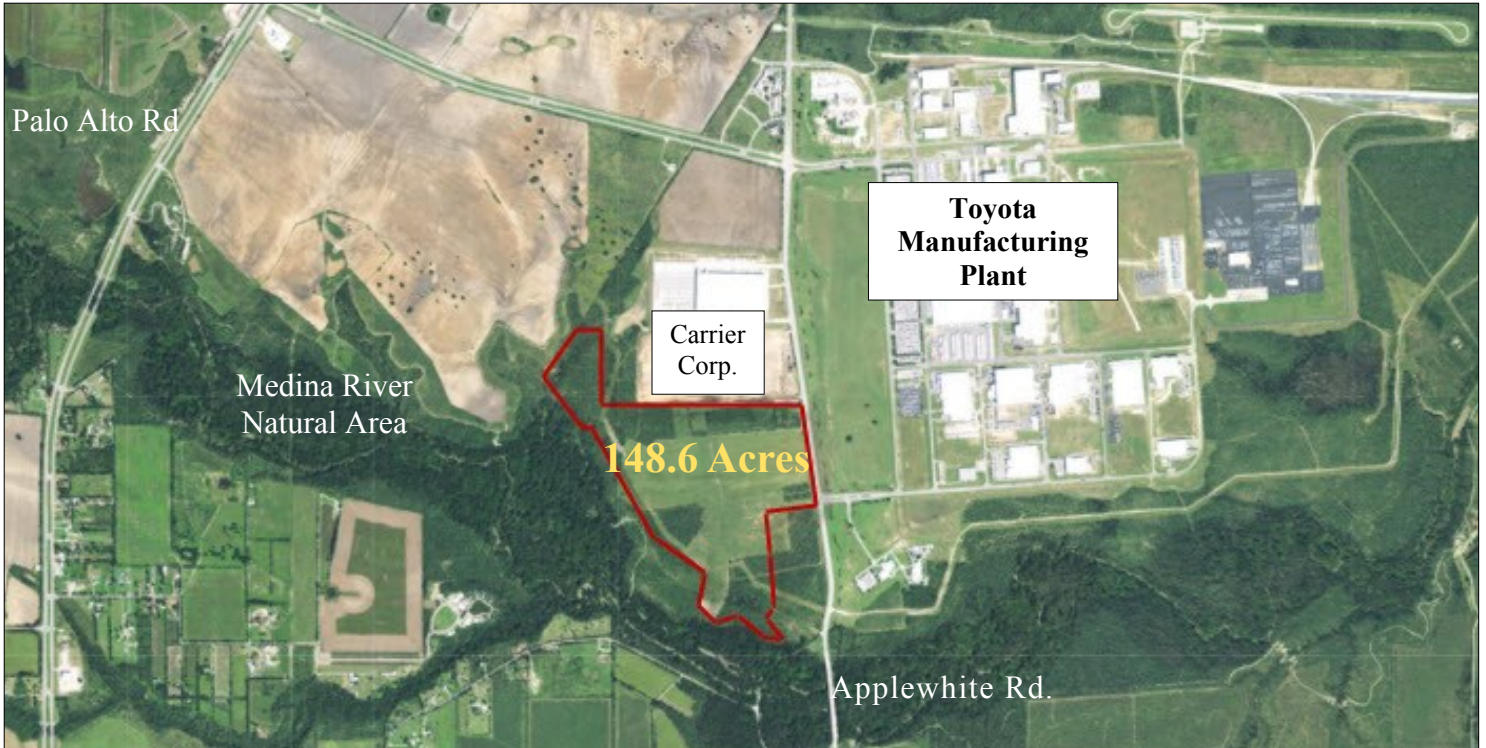 Palo Alto Rd
Toyota
Manufacturing
Plant
Carrier
Corp.
Medina River
Natural Area
148.6 Acres
Applewhite Rd.